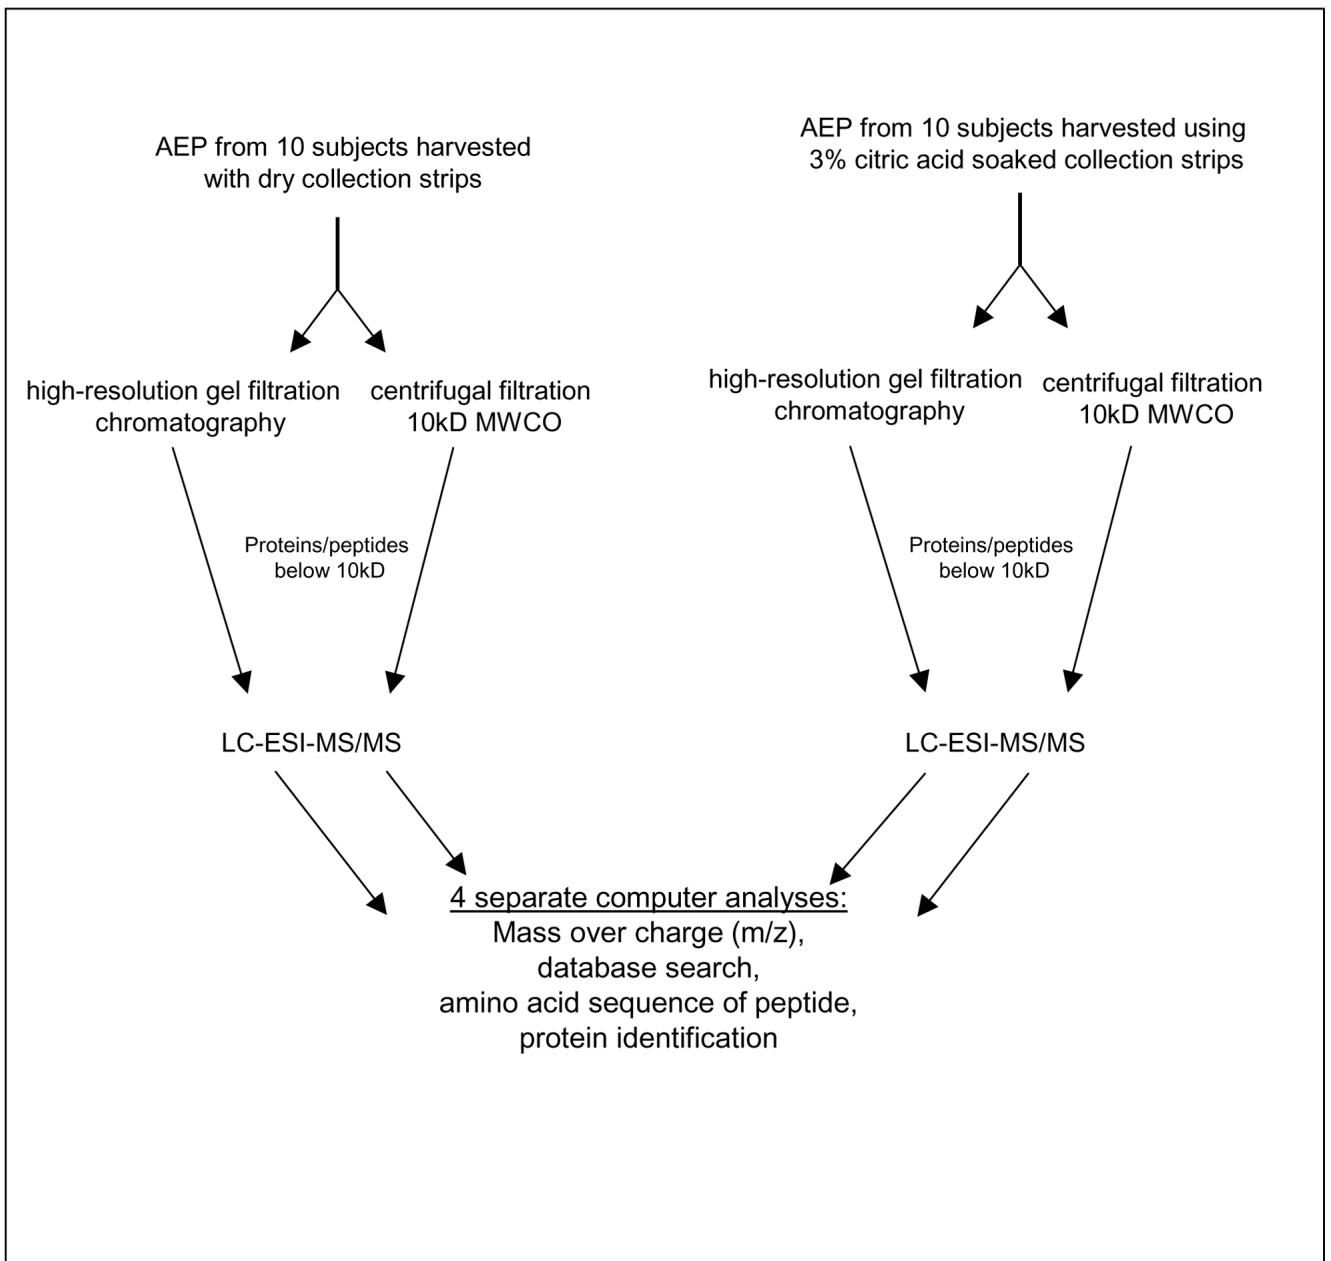 AEP from 10 subjects harvested
with dry collection strips
AEP from 10 subjects harvested using
3% citric acid soaked collection strips
high-resolution gel filtration
chromatography
centrifugal filtration
10kD MWCO
high-resolution gel filtration
chromatography
centrifugal filtration
10kD MWCO
Proteins/peptides
below 10kD
Proteins/peptides
below 10kD
LC-ESI-MS/MS
LC-ESI-MS/MS
4 separate computer analyses:
Mass over charge (m/z),
database search,
amino acid sequence of peptide,
protein identification